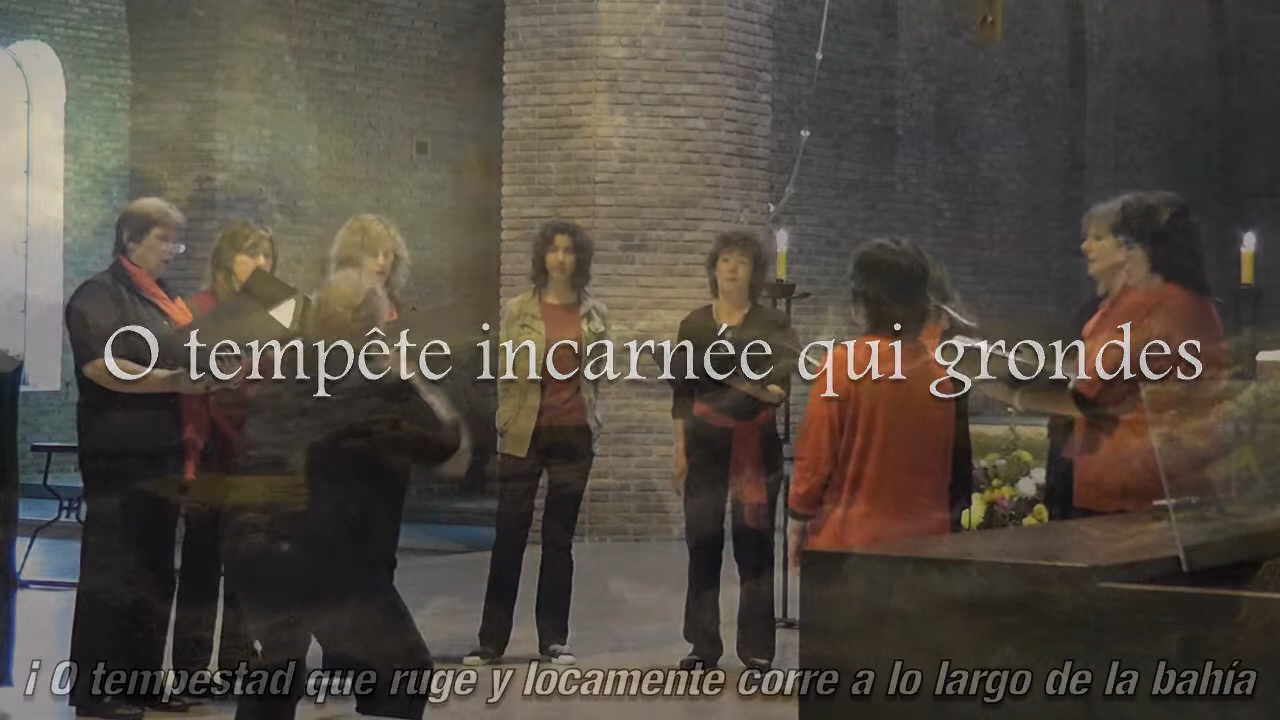 O tempête incarnée qui grondes
¡ O tempestad que ruge y locamente corre a lo largo de la bahía